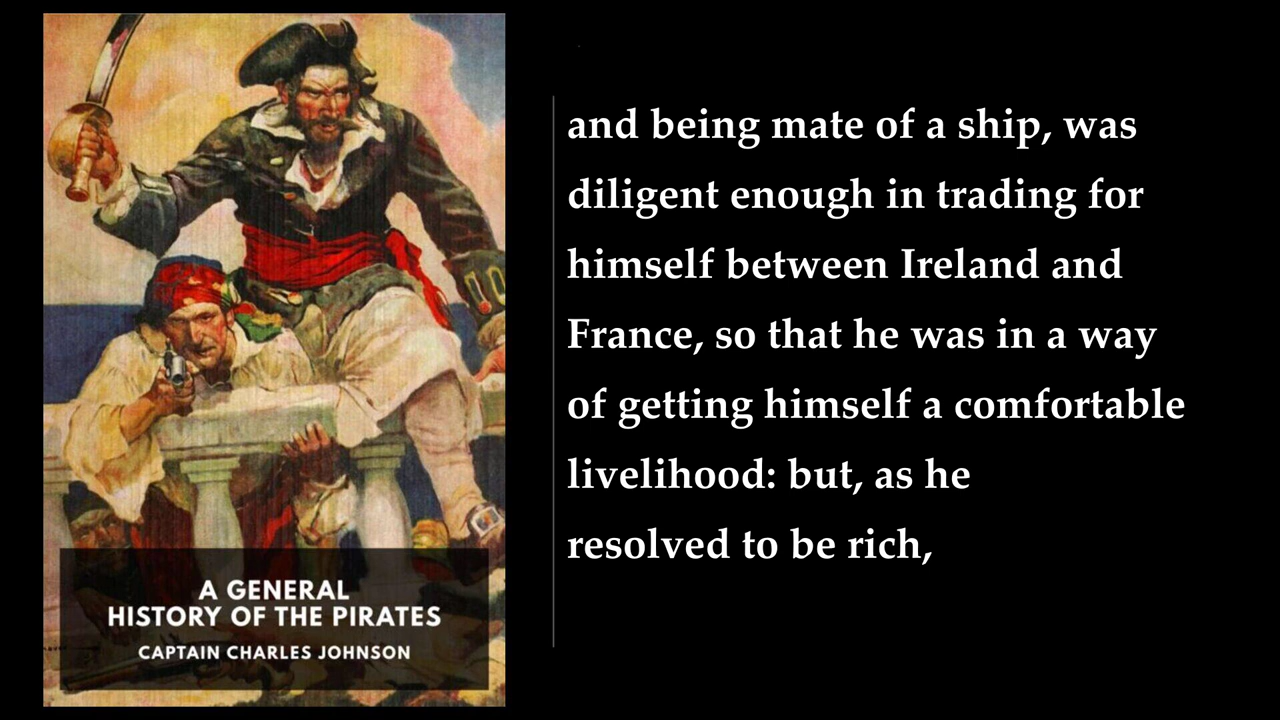 and being mate of a ship, was
diligent enough in trading for
himself between Ireland and
France, so that he was in a way
of getting himself a comfortable
livelihood: but, as he
resolved to be rich,
A GENERAL
HISTORY OF THE PIRATES
CAPTAIN CHARLES JOHNSON